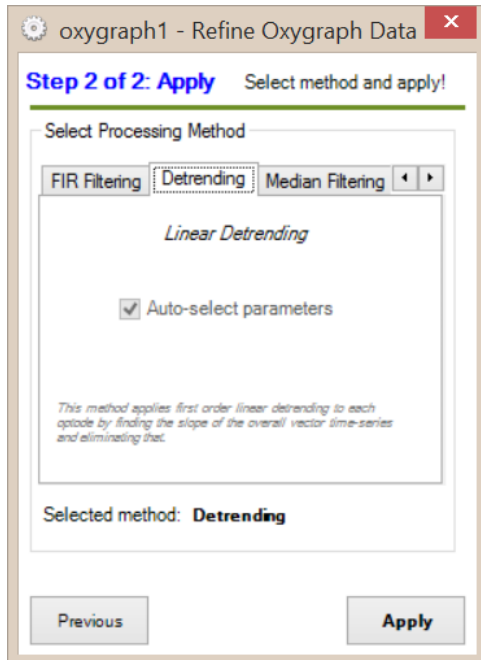 oxygraph1 - Refine Oxygraph Data
Step 2 of 2: Apply Select method and apply!
Select Processing Method
FIR Filtering Detrending Median Filtering
Linear Detrending
Auto-select parameters
This method applies first order linear detrending to each
optode by finding the slope of the overall vector time-series
and eliminating that.
Selected method: Detrending
Previous Apply